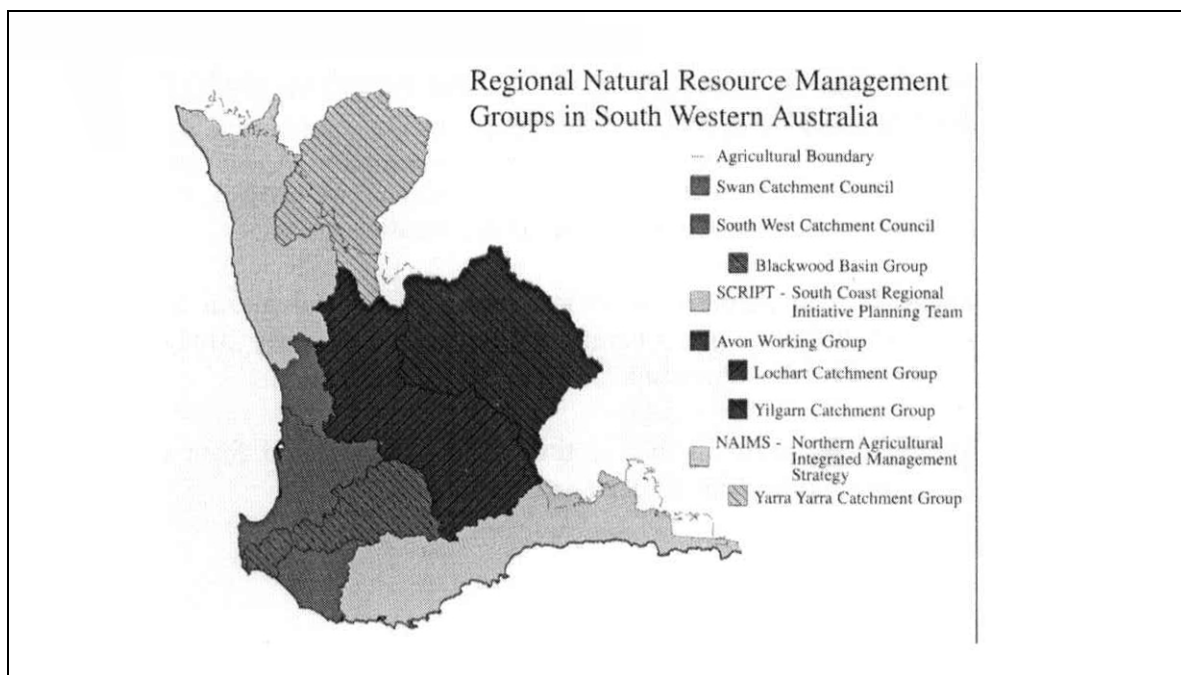 Regional Natural Resource Management
Groups in South Western Australia
Agricultural Boundary
Swan Catchment Council
South West Catchment Council
Blackwood Basin Group
SCRIPT - South Coast Regional
Initiative Planning Team
Avon Working Group
Lochart Catchment Group
Yilgarn Catchment Group
NAIMS - Northern Agricultural
Integrated Management
Strategy
Yarra Yarra Catchment Group